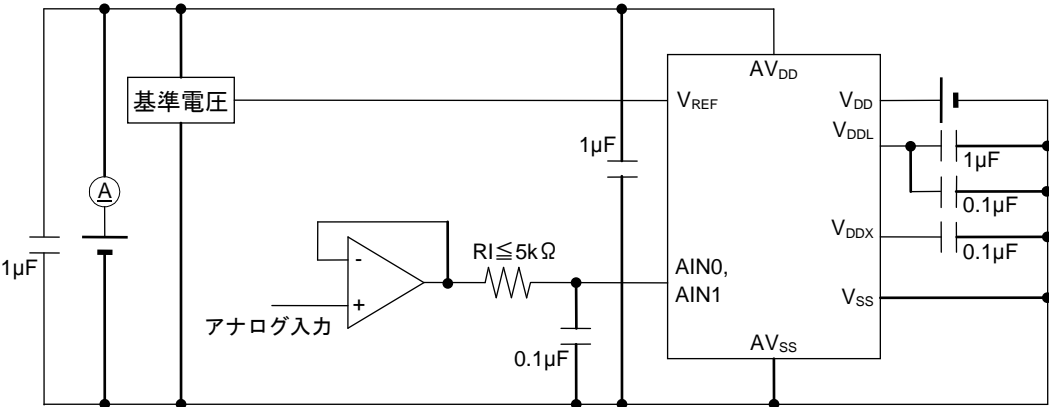 AVDD
基準電圧
VREF
VDD
VDDL
1μF
1μF
0.1μF
A
VDDX
0.1μF
RI≦5kΩ
-
AIN0,
1μF
+
AIN1
VSS
アナログ入力
0.1μF
AVSS